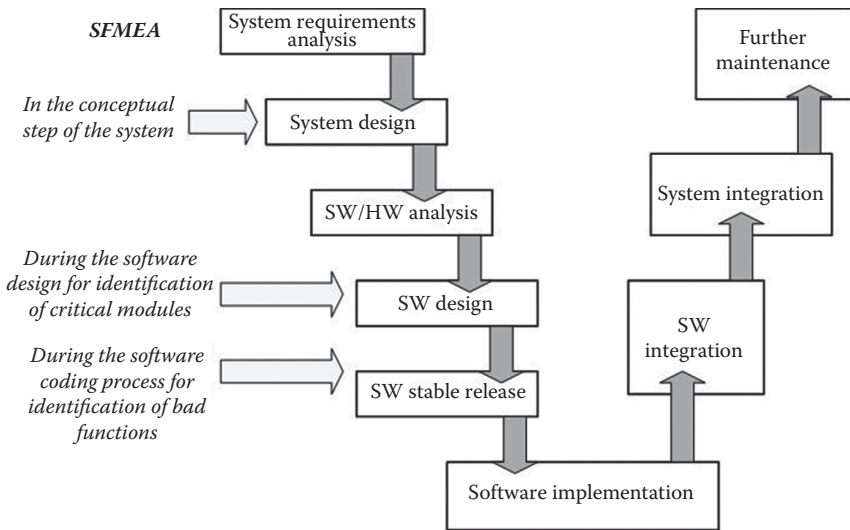 SFMEA
System requirements
analysis
Further
maintenance
In the conceptual
step of the system
System design
System integration
SW/HW analysis
During the software
design for identification
of critical modules
SW design
SW
integration
During the software
coding process for
identification of bad
functions
SW stable release
Software implementation